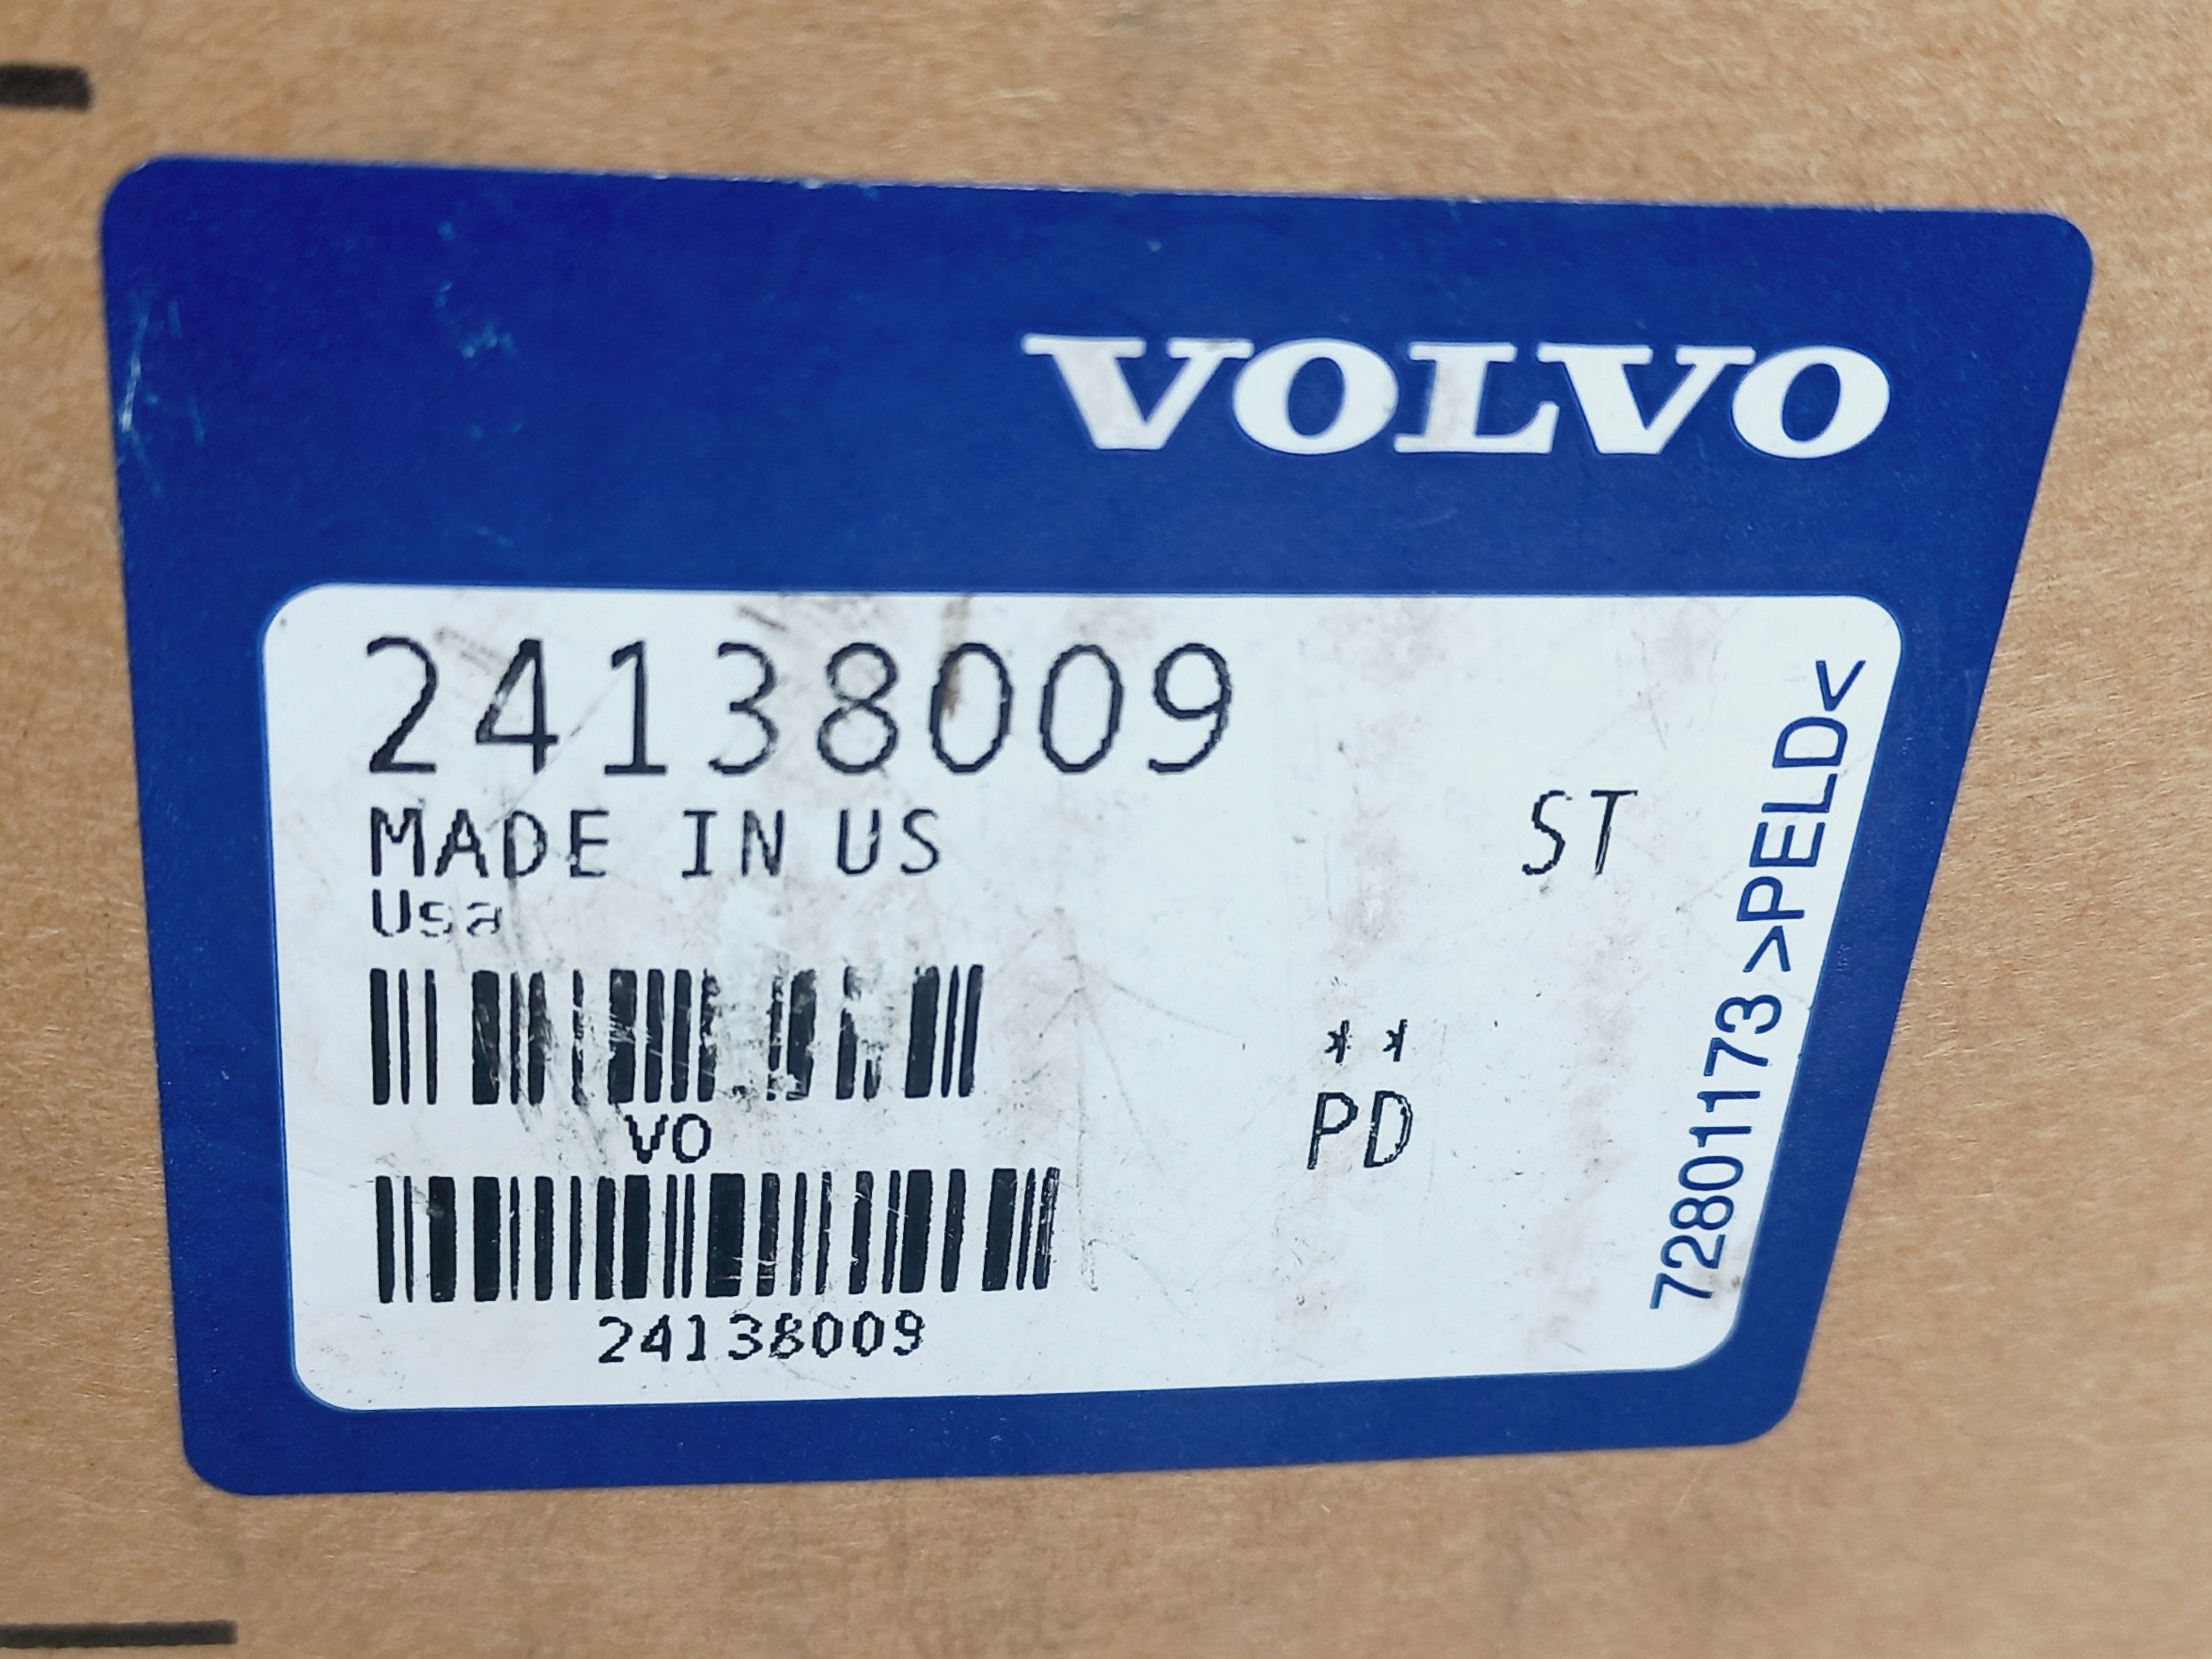 VOLVO
24138009
MADE IN US
ST
Usa
**
VO
PD
24138009
72801173 >PELD<